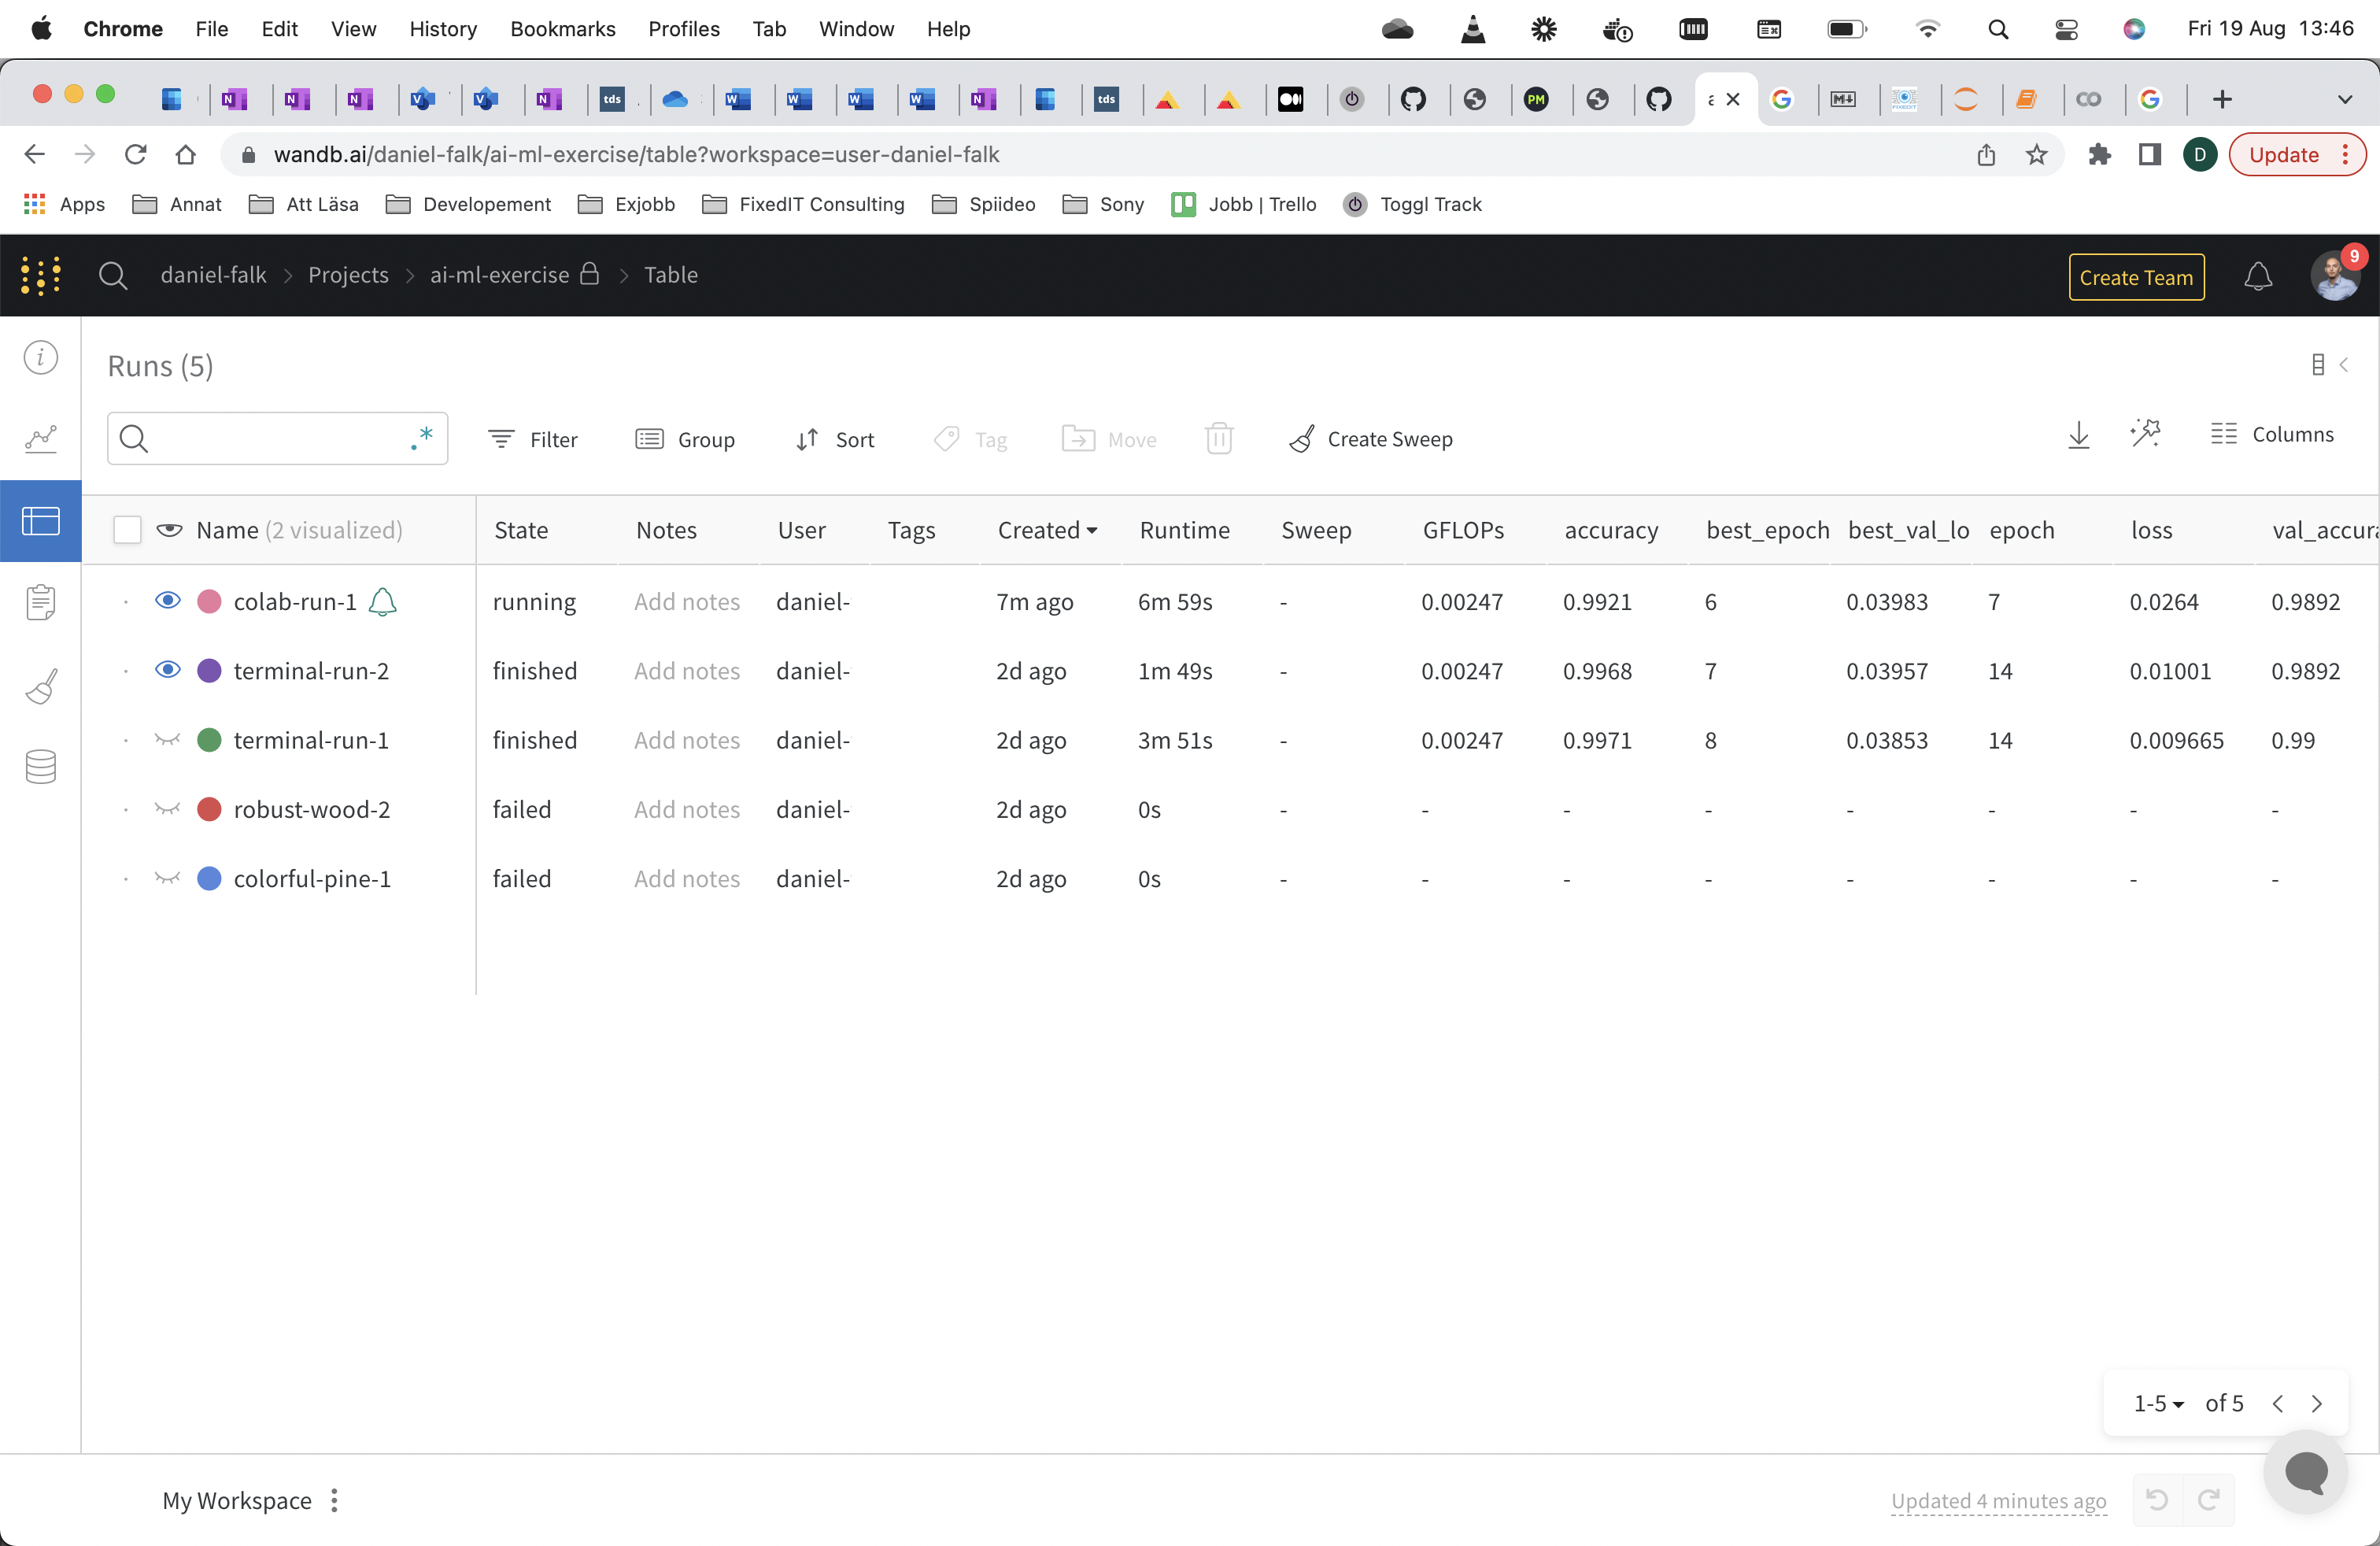 Chrome File Edit View History Bookmarks Profiles Tab Window Help Fri 19 Aug 13:46
tds tds PM
wandb.ai/daniel-falk/ai-ml-exercise/table?workspace=user-daniel-falk D Update
Apps Annat Att Läsa Developement Exjobb FixedIT Consulting Spiideo Sony Jobb | Trello Toggl Track
daniel-falk > Projects > ai-ml-exercise > Table Create Team 9
Runs (5)
.* Filter Group Sort Tag Move Create Sweep Columns
Name (2 visualized) State Notes User Tags Created Runtime Sweep GFLOPs accuracy best_epoch best_val_lo epoch loss val_accura
colab-run-1 running Add notes daniel- 7m ago 6m 59s - 0.00247 0.9921 6 0.03983 7 0.0264 0.9892
terminal-run-2 finished Add notes daniel- 2d ago 1m 49s - 0.00247 0.9968 7 0.03957 14 0.01001 0.9892
terminal-run-1 finished Add notes daniel- 2d ago 3m 51s - 0.00247 0.9971 8 0.03853 14 0.009665 0.99
robust-wood-2 failed Add notes daniel- 2d ago 0s - - - - - - - -
colorful-pine-1 failed Add notes daniel- 2d ago 0s - - - - - - - -
1-5 of 5
My Workspace Updated 4 minutes ago